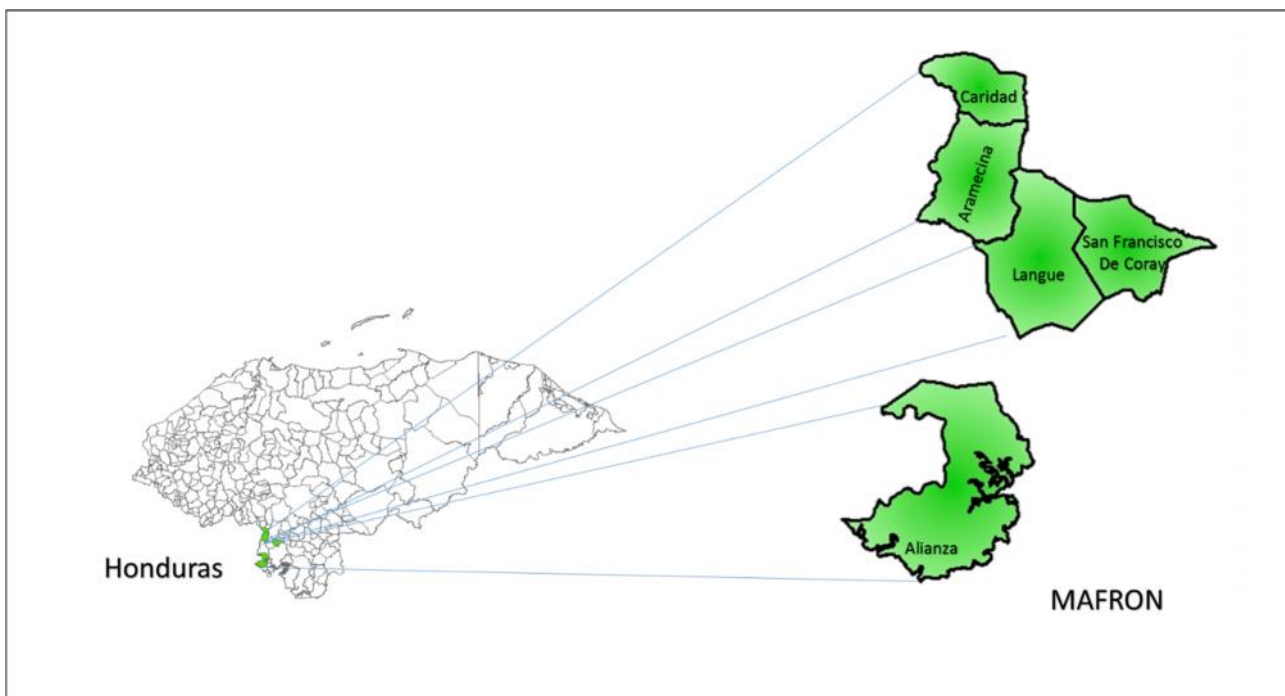 Caridad
Aramecina
San Francisco
De Coray
Langue
Alianza
Honduras
MAFRON